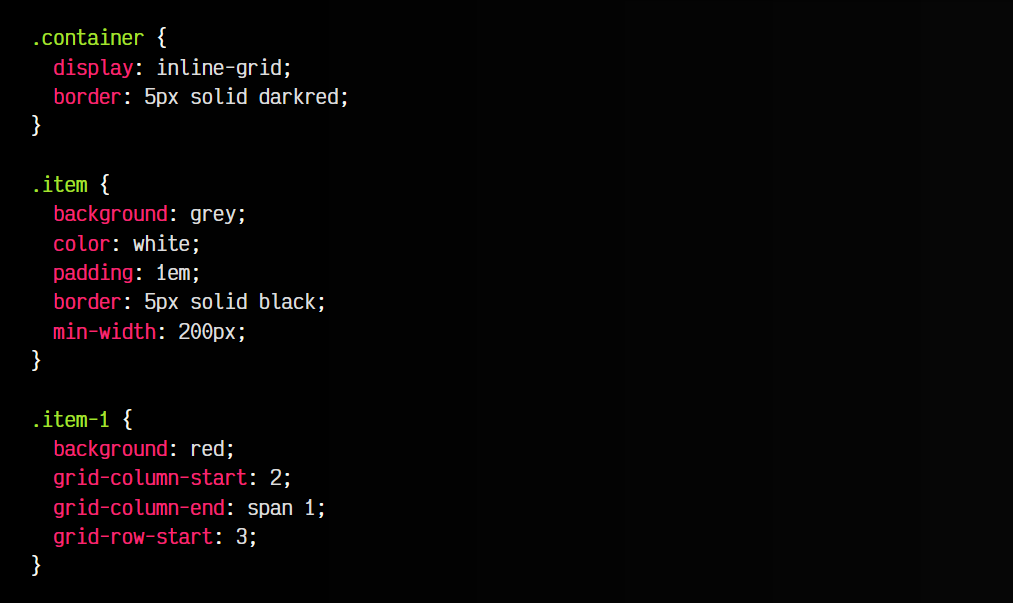 .container {
  display: inline-grid;
  border: 5px solid darkred;
}

.item {
  background: grey;
  color: white;
  padding: 1em;
  border: 5px solid black;
  min-width: 200px;
}

.item-1 {
  background: red;
  grid-column-start: 2;
  grid-column-end: span 1;
  grid-row-start: 3;
}